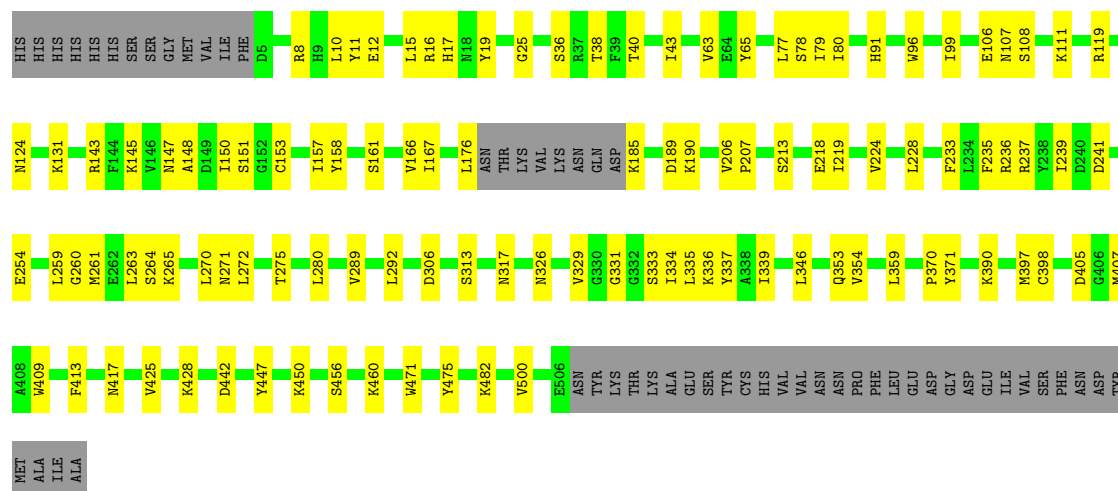 HIS HIS HIS HIS HIS HIS SER SER GLY MET VAL ILE PHE D5 R8 H9 L10 Y11 E12 L15 R16 H17 N18 Y19 G25 S36 R37 T38 F39 T40 I43 V63 E64 Y65 L77 S78 I79 I80 H91 W96 I99 E106 N107 S108 K111 R119
N124 K131 R143 F144 K145 V146 N147 A148 D149 I150 S151 G152 C153 I157 Y158 S161 V166 I167 L176 ASN THR LYS VAL LYS ASN GLN ASP K185 D189 K190 V206 P207 S213 E218 I219 V224 L228 F233 L234 F235 R236 R237 Y238 I239 D240 D241
E254 L259 G260 M261 E262 L263 S264 K265 L270 N271 L272 T275 L280 V289 L292 D306 S313 N317 N326 V329 G330 G331 G332 S333 I334 L335 K336 Y337 A338 I339 L346 Q353 V354 L359 P370 Y371 K390 M397 C398 D405 G406 M407
A408 W409 F413 N417 V425 K428 D442 Y447 K450 S456 K460 W471 Y475 K482 V500 E506 ASN TYR LYS THR LYS ALA GLU SER TYR CYS HIS VAL VAL ASN ASN PRO PHE LEU GLU ASP GLY ASP ASP GLU ILE VAL SER PHE ASN ASP TYR
MET ALA ILE ALA